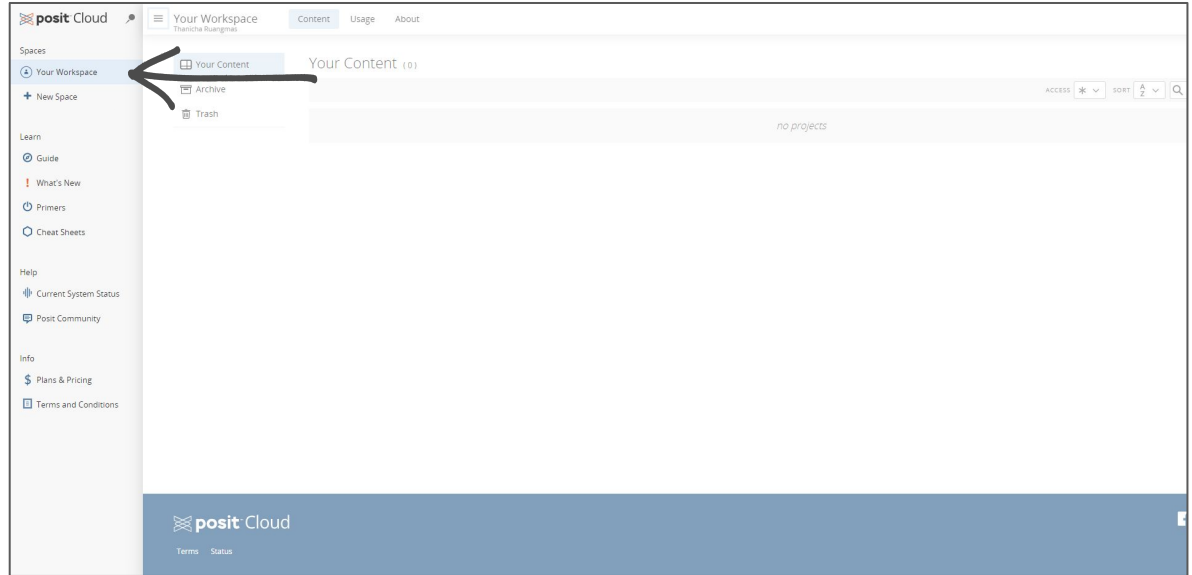 posit Cloud
Spaces
Your Workspace
New Space
Learn
Guide
What's New
Primers
Cheat Sheets
Help
Current System Status
Posit Community
Info
Plans & Pricing
Terms and Conditions
Your Workspace
Thanicha Ruangmas
Content Usage About
Your Content
Archive
Trash
Your Content (0)
ACCESS SORT A Z
no projects
posit Cloud
Terms Status